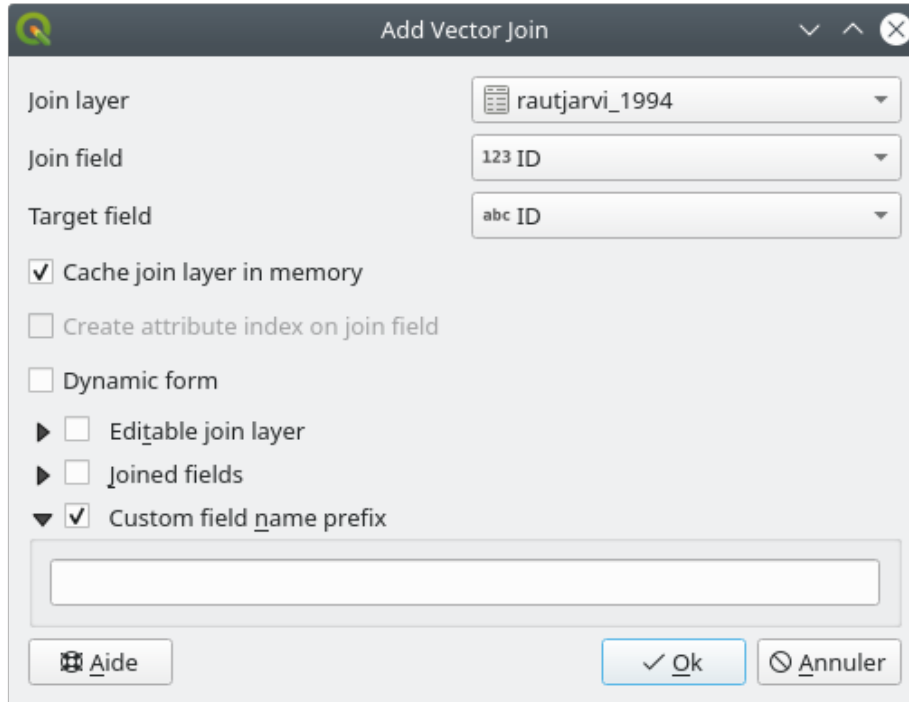 Add Vector Join
Join layer rautjarvi_1994
Join field 123 ID
Target field abc ID
Cache join layer in memory
Create attribute index on join field
Dynamic form
Editable join layer
Joined fields
Custom field name prefix
Aide Ok Annuler